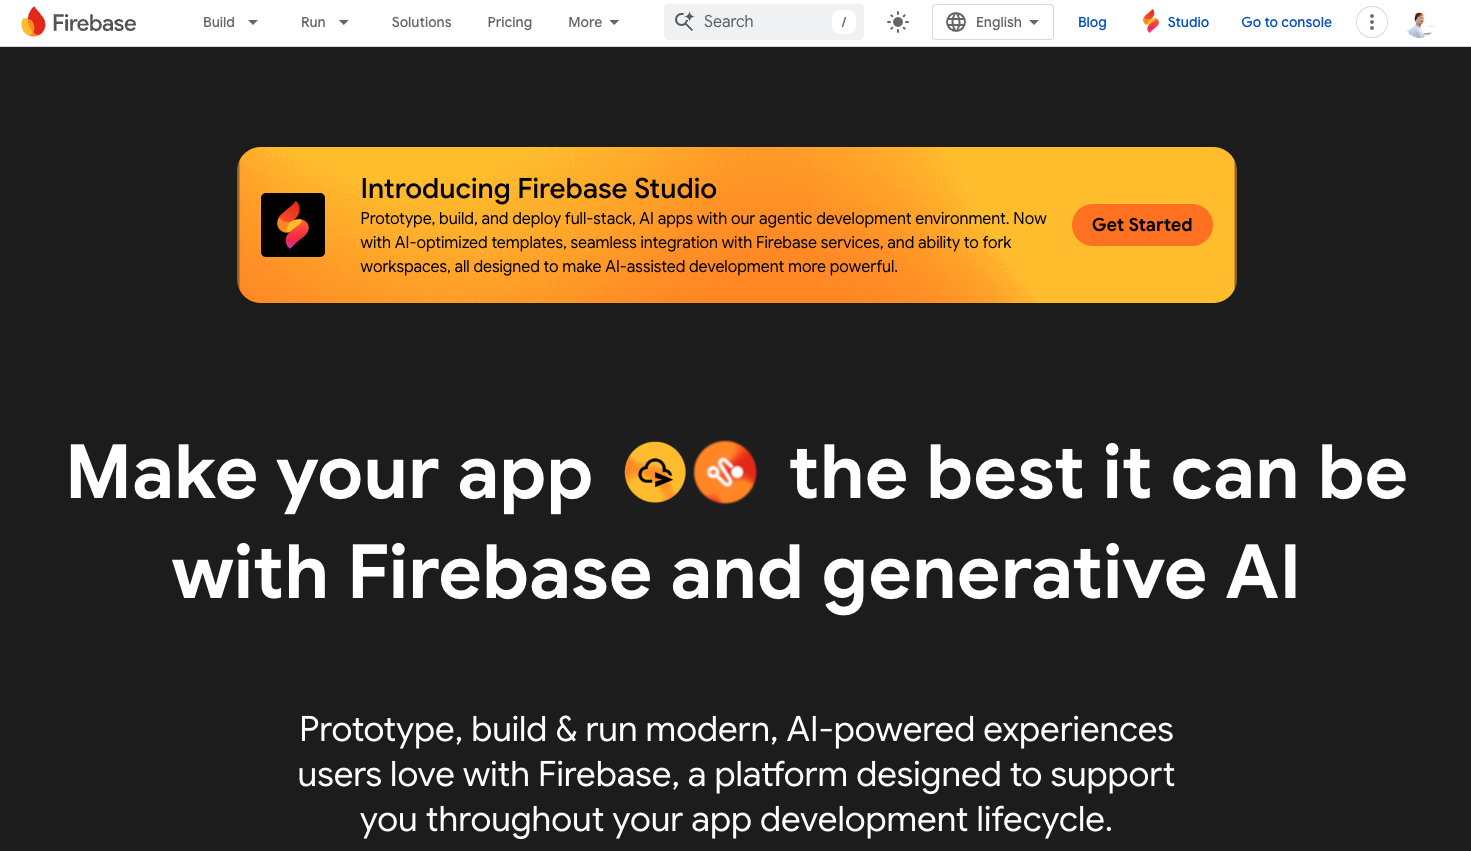 Firebase
Build
Run
Solutions
Pricing
More
Search
/
English
Blog
Studio
Go to console
Introducing Firebase Studio
Prototype, build, and deploy full-stack, AI apps with our agentic development environment. Now
with AI-optimized templates, seamless integration with Firebase services, and ability to fork
workspaces, all designed to make AI-assisted development more powerful.
Get Started
Make your app the best it can be
with Firebase and generative AI
Prototype, build & run modern, AI-powered experiences
users love with Firebase, a platform designed to support
you throughout your app development lifecycle.